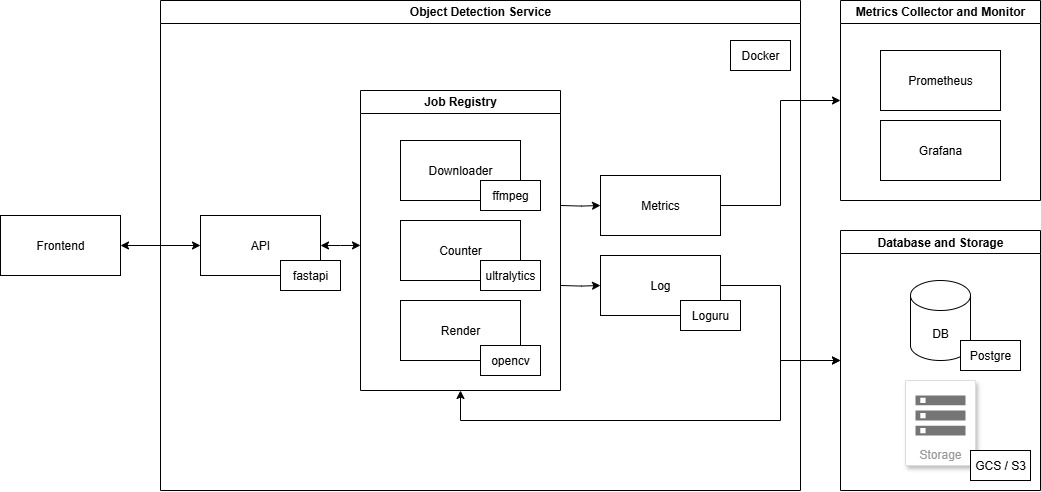 Object Detection Service
Metrics Collector and Monitor
Docker
Prometheus
Grafana
Job Registry
Downloader
ffmpeg
Metrics
Frontend
API
fastapi
Counter
ultralytics
Log
Loguru
Render
opencv
Database and Storage
DB
Postgre
Storage
GCS / S3